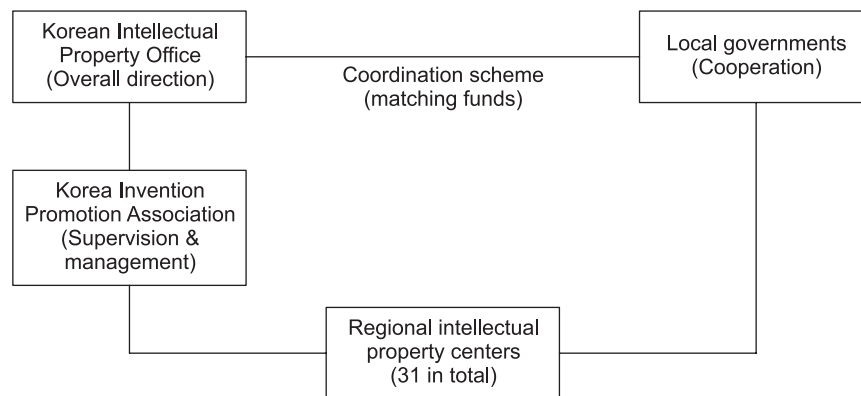 Korean Intellectual
Property Office
(Overall direction)
Coordination scheme
(matching funds)
Local governments
(Cooperation)
Korea Invention
Promotion Association
(Supervision &
management)
Regional intellectual
property centers
(31 in total)